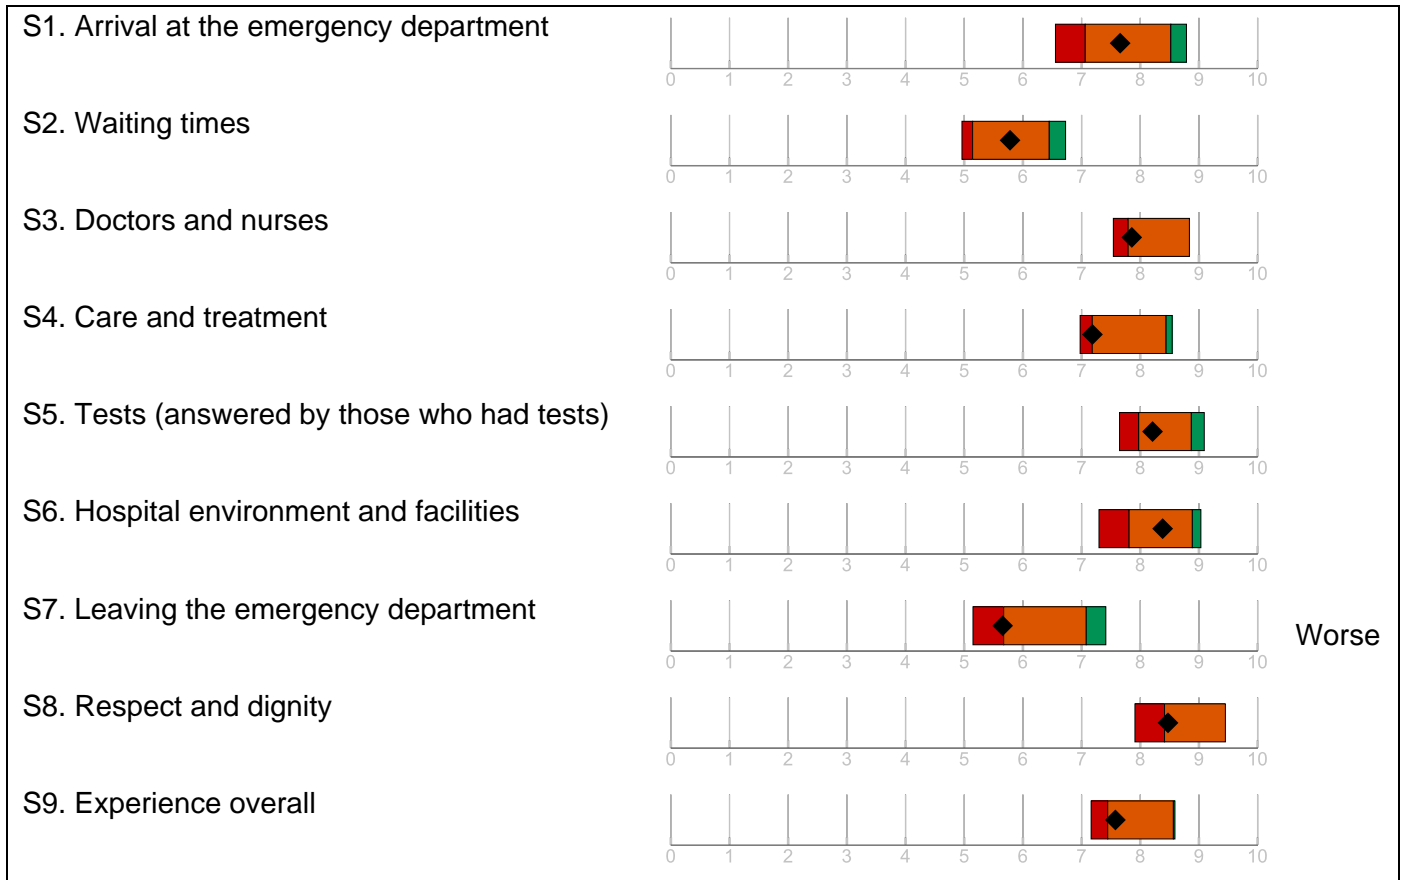 S1. Arrival at the emergency department
0 1 2 3 4 5 6 7 8 9 10
S2. Waiting times
0 1 2 3 4 5 6 7 8 9 10
S3. Doctors and nurses
0 1 2 3 4 5 6 7 8 9 10
S4. Care and treatment
0 1 2 3 4 5 6 7 8 9 10
S5. Tests (answered by those who had tests)
0 1 2 3 4 5 6 7 8 9 10
S6. Hospital environment and facilities
0 1 2 3 4 5 6 7 8 9 10
S7. Leaving the emergency department
Worse
0 1 2 3 4 5 6 7 8 9 10
S8. Respect and dignity
0 1 2 3 4 5 6 7 8 9 10
S9. Experience overall
0 1 2 3 4 5 6 7 8 9 10